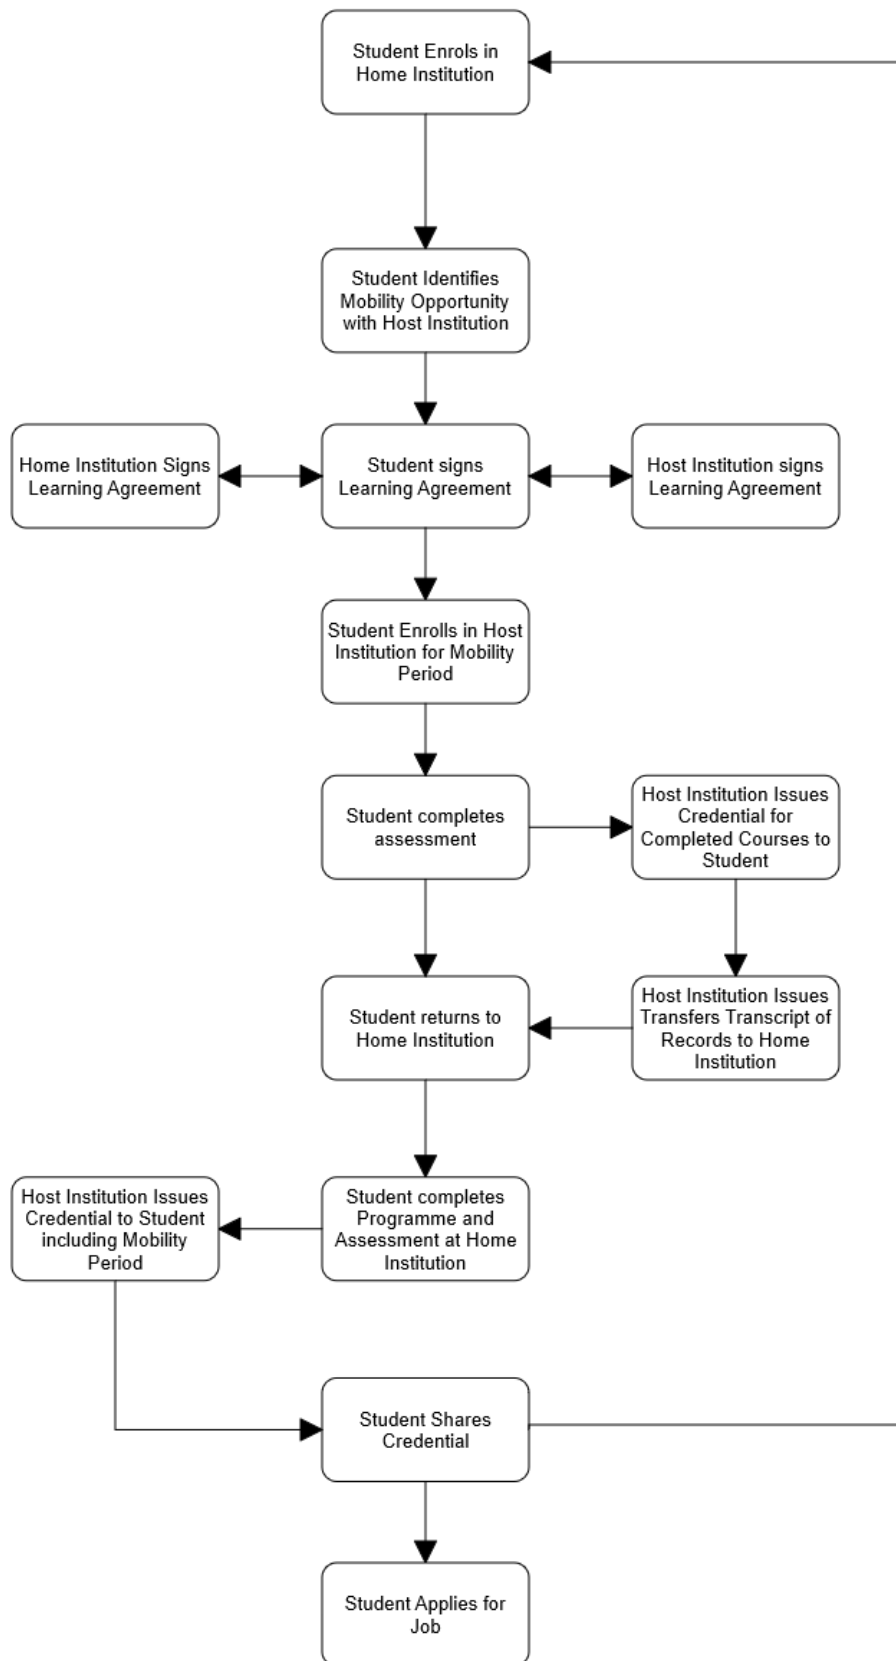 Student Enrols in
Home Institution
Student Identifies
Mobility Opportunity
with Host Institution
Home Institution Signs
Learning Agreement
Student signs
Learning Agreement
Host Institution signs
Learning Agreement
Student Enrolls in Host
Institution for Mobility
Period
Student completes
assessment
Host Institution Issues
Credential for
Completed Courses to
Student
Student returns to
Home Institution
Host Institution Issues
Transfers Transcript of
Records to Home
Institution
Host Institution Issues
Credential to Student
including Mobility
Period
Student completes
Programme and
Assessment at Home
Institution
Student Shares
Credential
Student Applies for
Job